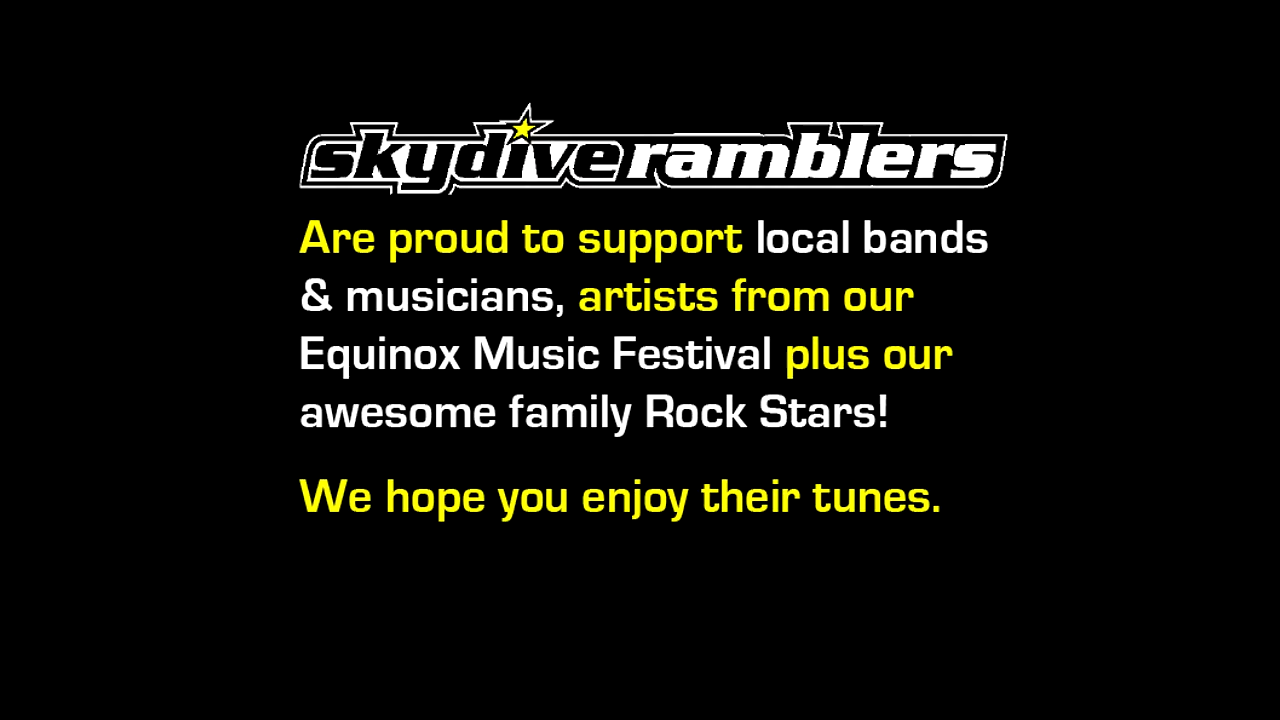 skydiveramblers
Are proud to support local bands
& musicians, artists from our
Equinox Music Festival plus our
awesome family Rock Stars!
We hope you enjoy their tunes.